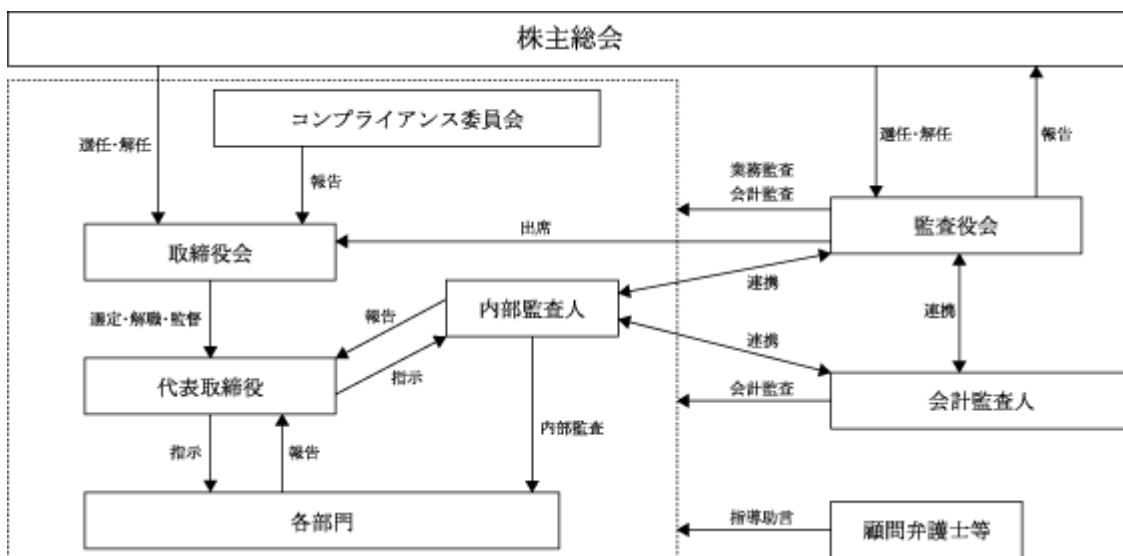 株主総会
コンプライアンス委員会
選任・解任
選任・解任
報告
報告
業務監査
会計監査
監査役会
出席
取締役会
連携
内部監査人
報告
選定・解職・監督
連携
連携
代表取締役
指示
会計監査
会計監査人
内部監査
指示
報告
各部門
指導助言
顧問弁護士等